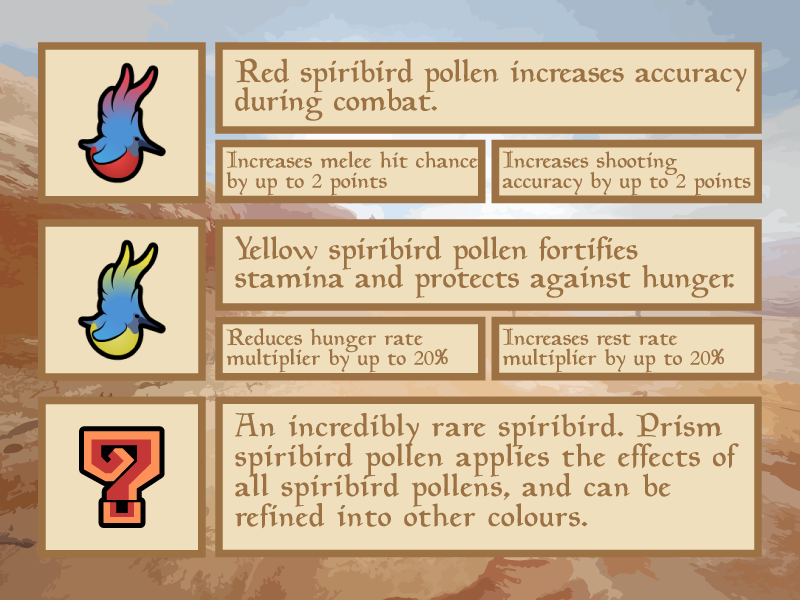 Red spiribird pollen increases accuracy
during combat.
Increases melee hit chance
by up to 2 points
Increases shooting
accuracy by up to 2 points
Yellow spiribird pollen fortifies
stamina and protects against hunger.
Reduces hunger rate
multiplier by up to 20%
Increases rest rate
multiplier by up to 20%
?
An incredibly rare spiribird. Prism
spiribird pollen applies the effects of
all spiribird pollens, and can be
refined into other colours.